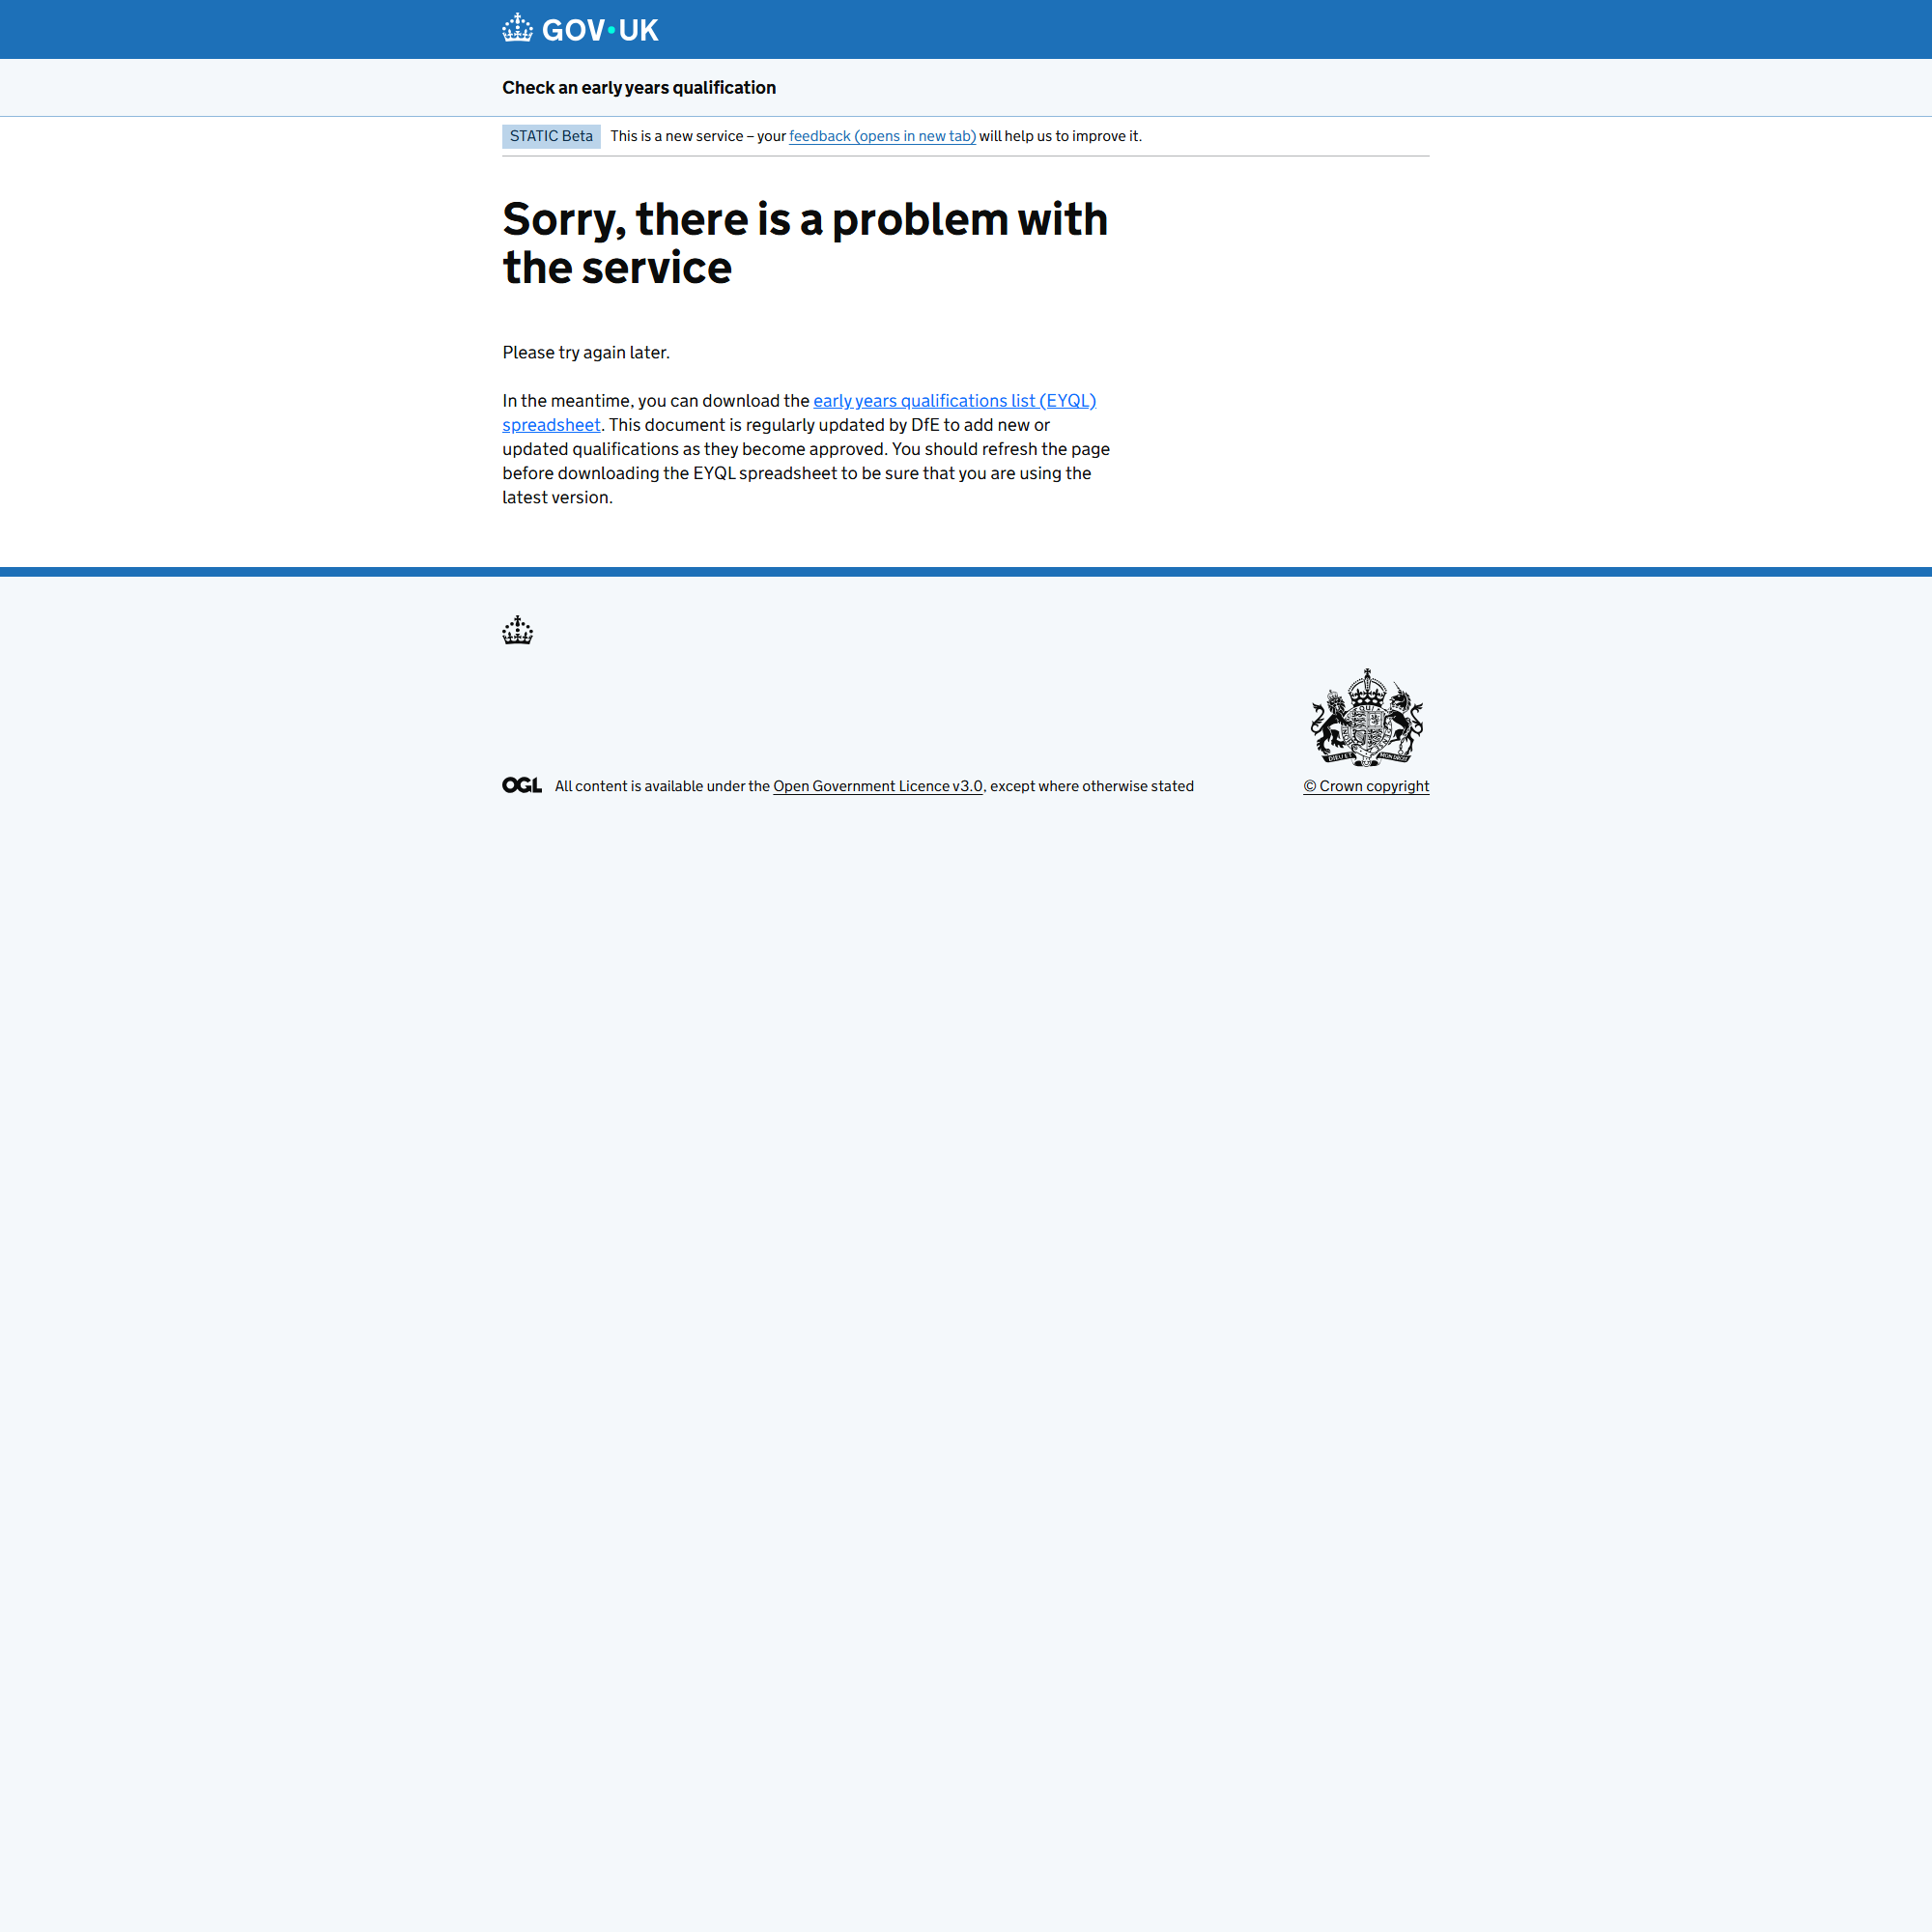 GOV·UK
Check an early years qualification
STATIC Beta This is a new service – your feedback (opens in new tab) will help us to improve it.
Sorry, there is a problem with
the service
Please try again later.
In the meantime, you can download the early years qualifications list (EYQL)
spreadsheet. This document is regularly updated by DfE to add new or
updated qualifications as they become approved. You should refresh the page
before downloading the EYQL spreadsheet to be sure that you are using the
latest version.
OGL All content is available under the Open Government Licence v3.0, except where otherwise stated
© Crown copyright